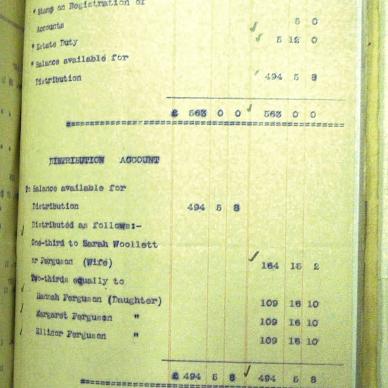 " Stamp on Registration of
Accounts 5 0
" Estate Duty 5 12 0
" Balance available for
Distribution 494 5 8
£ 563 0 0 563 0 0
DISTRIBUTION ACCOUNT
To Balance available for
Distribution 494 5 8
Distributed as follows:-
One-third to Sarah Woollett
or Ferguson (Wife) 164 15 2
Two-thirds equally to
Hannah Ferguson (Daughter) 109 16 10
Margaret Ferguson " 109 16 10
Ellinor Ferguson " 109 16 10
£ 494 5 8 494 5 8